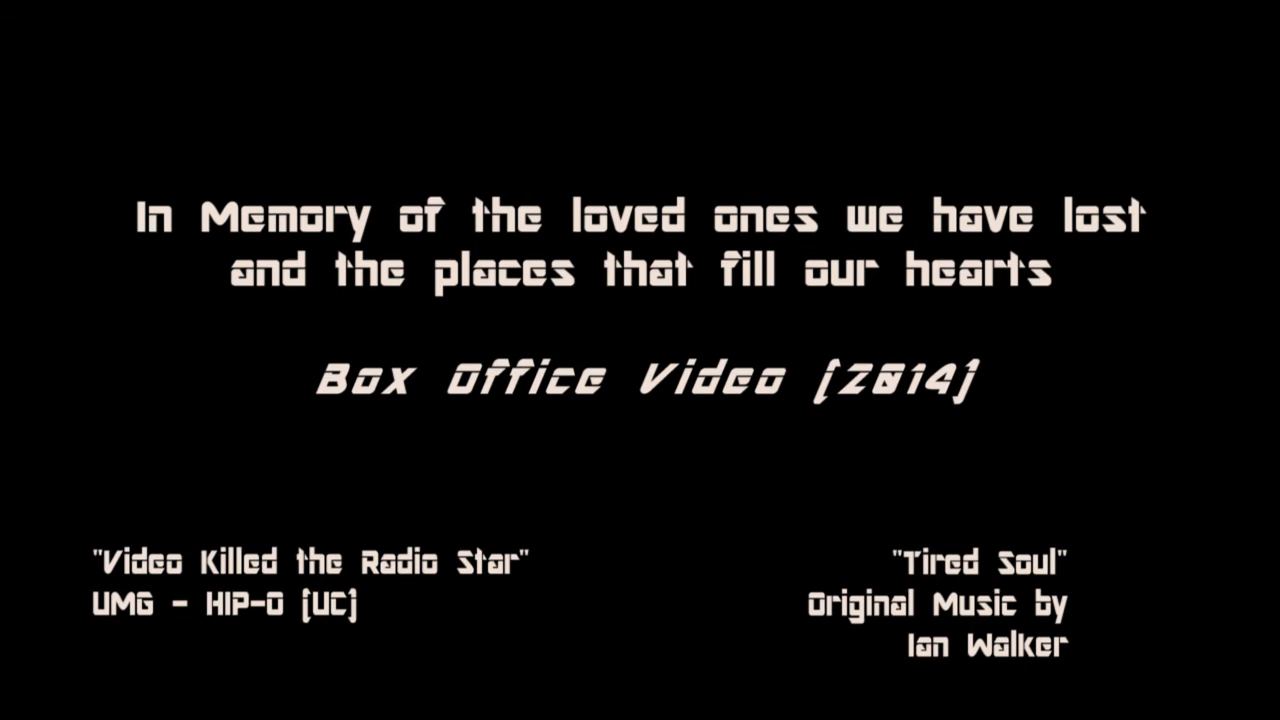 In Memory of the loved ones we have lost
and the places that fill our hearts
Box Office Video (2014)
"Video Killed the Radio Star"
UMG - HIP-O (UC)
"Tired Soul"
Original Music by
Ian Walker